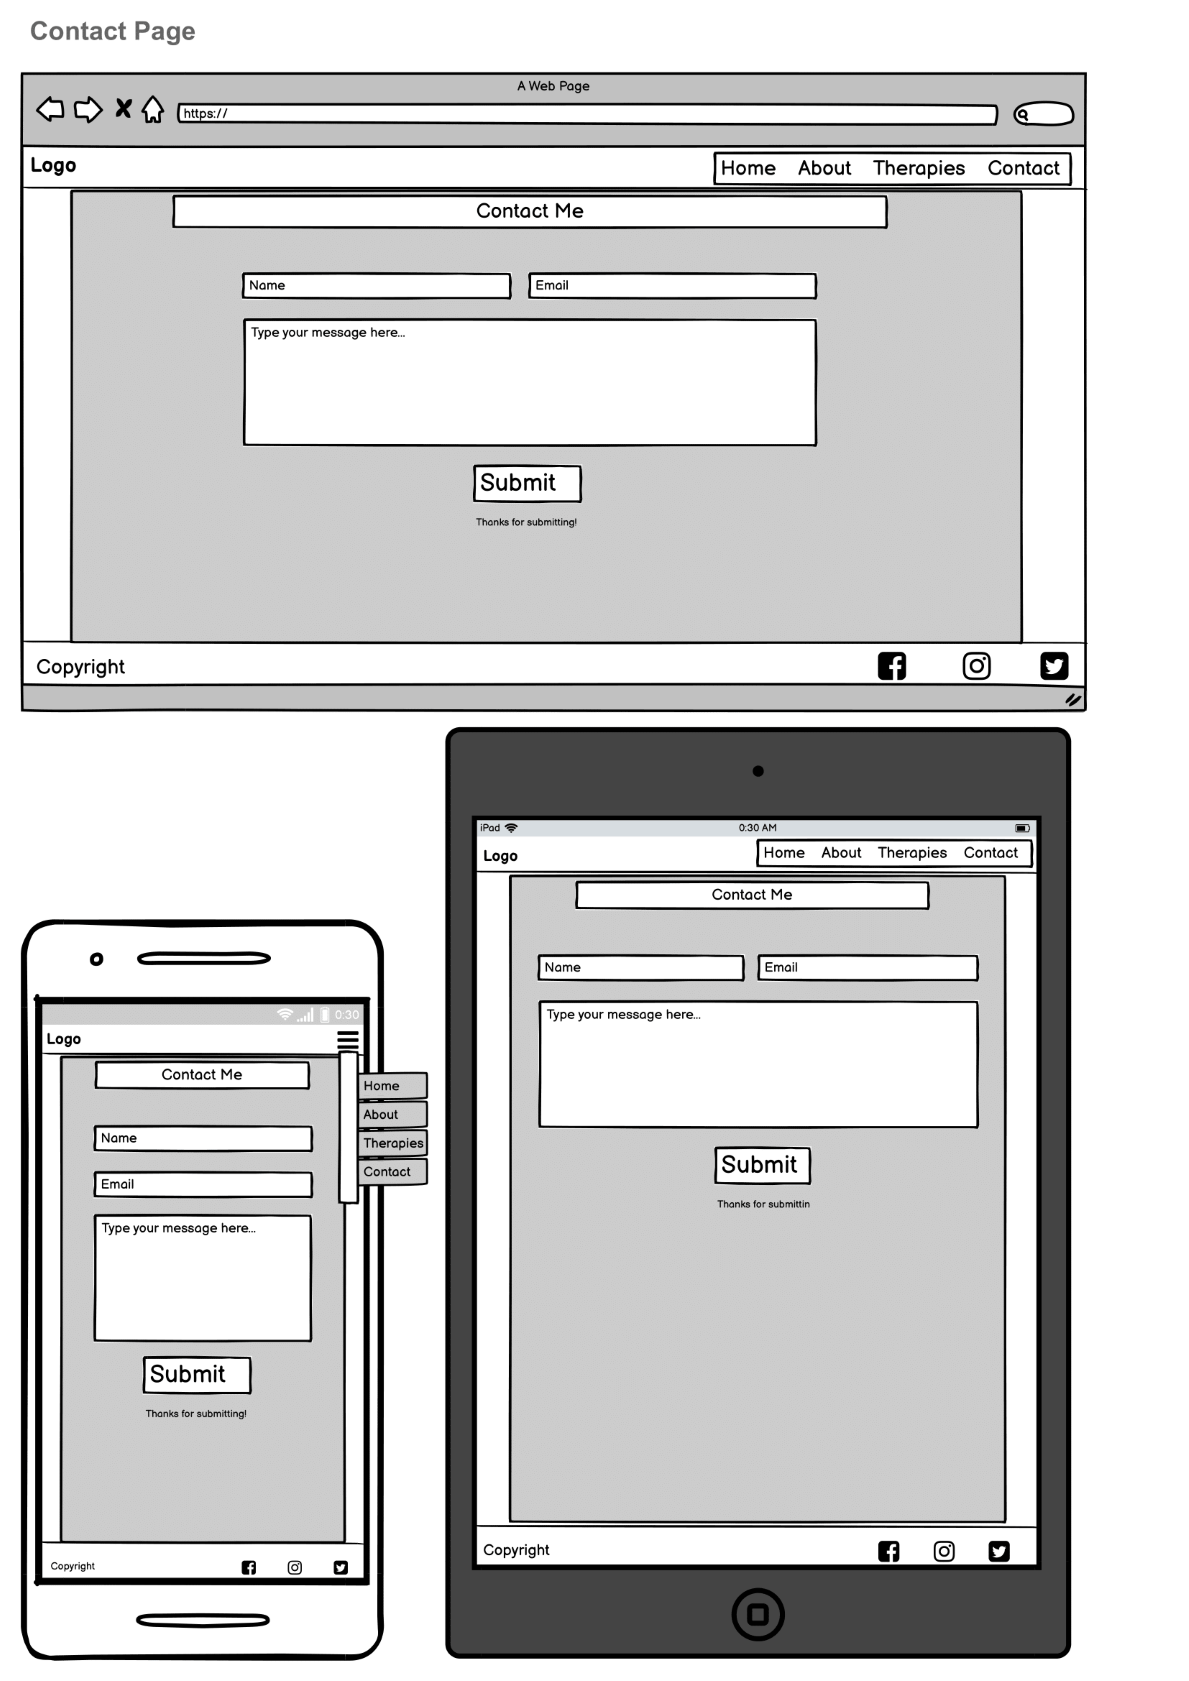 Contact Page
A Web Page
https://
Logo
Home About Therapies Contact
Contact Me
Name Email
Type your message here...
Submit
Thanks for submitting!
Copyright
iPad 0:30 AM
Logo
Home About Therapies Contact
Contact Me
Name Email
Type your message here...
Submit
Thanks for submittin
Copyright
0:30
Logo
Contact Me
Home
About
Therapies
Contact
Name
Email
Type your message here...
Submit
Thanks for submitting!
Copyright